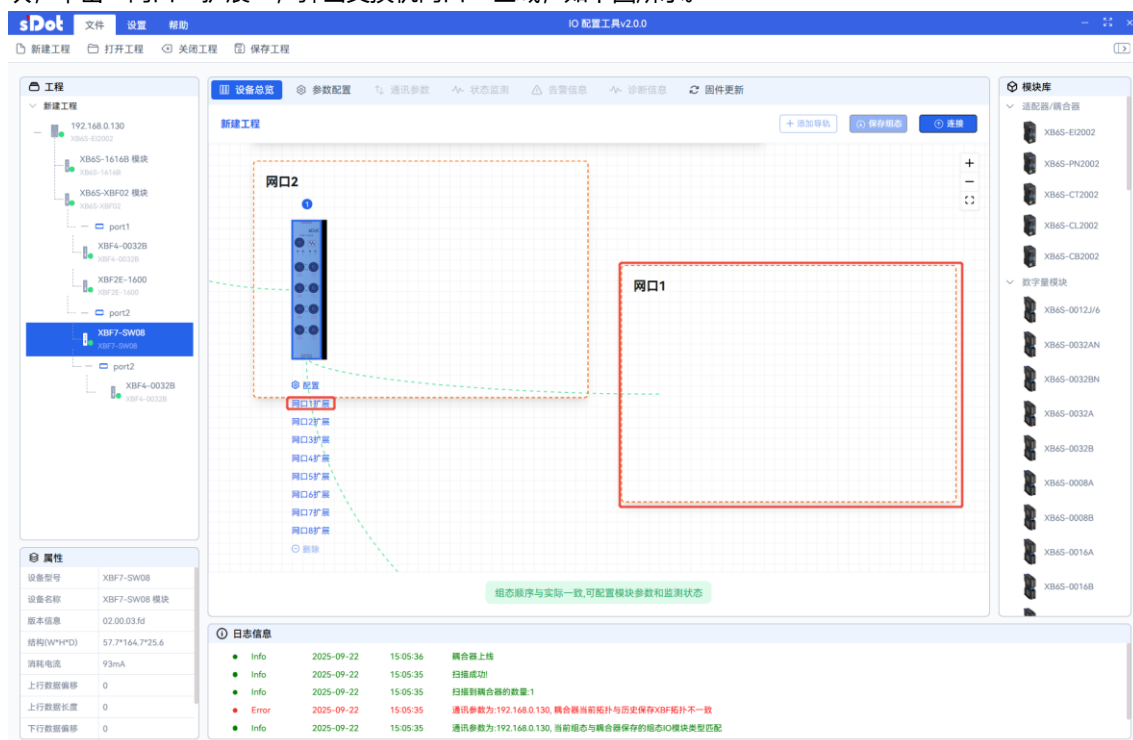 sDot 文件 设置 帮助 IO 配置工具v2.0.0
新建工程 打开工程 关闭工程 保存工程
工程
新建工程
192.168.0.130
XB6S-EI2002
XB6S-1616B 模块
XB6S-1616B
XB6S-XBF02 模块
XB6S-XBF02
port1
XBF4-0032B
XBF4-0032B
XBF2E-1600
XBF2E-1600
port2
XBF7-SW08
XBF7-SW08
port2
XBF4-0032B
XBF4-0032B
属性
设备型号 XBF7-SW08
设备名称 XBF7-SW08 模块
版本信息 02.00.03.fd
结构(W*H*D) 57.7*164.7*25.6
消耗电流 93mA
上行数据偏移 0
上行数据长度 0
下行数据偏移 0
设备总览 参数配置 通讯参数 状态监测 告警信息 诊断信息 固件更新
新建工程 + 添加导轨 保存组态 连接
网口2
1
配置
网口1扩展
网口2扩展
网口3扩展
网口4扩展
网口5扩展
网口6扩展
网口7扩展
网口8扩展
删除
网口1
组态顺序与实际一致,可配置模块参数和监测状态
日志信息
Info 2025-09-22 15:05:36 耦合器上线
Info 2025-09-22 15:05:35 扫描成功!
Info 2025-09-22 15:05:35 扫描到耦合器的数量:1
Error 2025-09-22 15:05:35 通讯参数为:192.168.0.130, 耦合器当前拓扑与历史保存XBF拓扑不一致
Info 2025-09-22 15:05:35 通讯参数为:192.168.0.130, 当前组态与耦合器保存的组态IO模块类型匹配
模块库
适配器/耦合器
XB6S-EI2002
XB6S-PN2002
XB6S-CT2002
XB6S-CL2002
XB6S-CB2002
数字量模块
XB6S-0012J/6
XB6S-0032AN
XB6S-0032BN
XB6S-0032A
XB6S-0032B
XB6S-0008A
XB6S-0008B
XB6S-0016A
XB6S-0016B